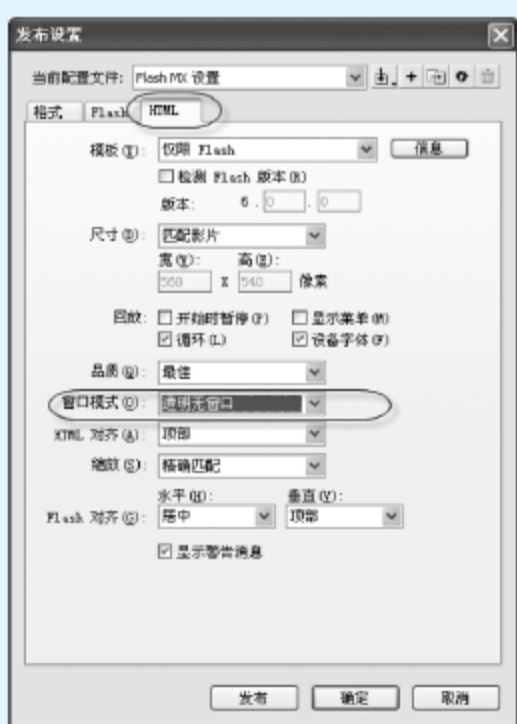 发布设置
当前配置文件: Flash MX 设置
格式 Flash HTML
模板(T): 仅限 Flash 信息
检测 Flash 版本(R)
版本: 6 . 0 . 0
尺寸(D): 匹配影片
宽(W): 高(E):
560 X 540 像素
回放: 开始时暂停(P) 显示菜单(M)
循环(L) 设备字体(F)
品质(Q): 最佳
窗口模式(O): 透明无窗口
HTML 对齐(A): 顶部
缩放(S): 精确匹配
水平(H): 垂直(V):
Flash 对齐(G): 居中 顶部
显示警告消息
发布 确定 取消